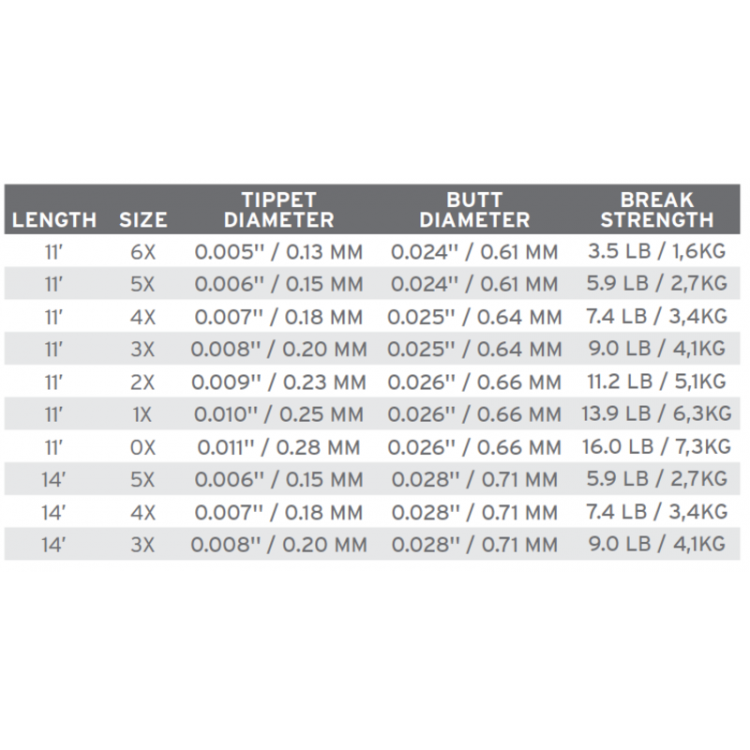 LENGTH SIZE TIPPET DIAMETER BUTT DIAMETER BREAK STRENGTH
11′ 6X 0.005'' / 0.13 MM 0.024'' / 0.61 MM 3.5 LB / 1,6KG
11′ 5X 0.006'' / 0.15 MM 0.024'' / 0.61 MM 5.9 LB / 2,7KG
11′ 4X 0.007'' / 0.18 MM 0.025'' / 0.64 MM 7.4 LB / 3,4KG
11′ 3X 0.008'' / 0.20 MM 0.025'' / 0.64 MM 9.0 LB / 4,1KG
11′ 2X 0.009'' / 0.23 MM 0.026'' / 0.66 MM 11.2 LB / 5,1KG
11′ 1X 0.010'' / 0.25 MM 0.026'' / 0.66 MM 13.9 LB / 6,3KG
11′ 0X 0.011'' / 0.28 MM 0.026'' / 0.66 MM 16.0 LB / 7,3KG
14′ 5X 0.006'' / 0.15 MM 0.028'' / 0.71 MM 5.9 LB / 2,7KG
14′ 4X 0.007'' / 0.18 MM 0.028'' / 0.71 MM 7.4 LB / 3,4KG
14′ 3X 0.008'' / 0.20 MM 0.028'' / 0.71 MM 9.0 LB / 4,1KG